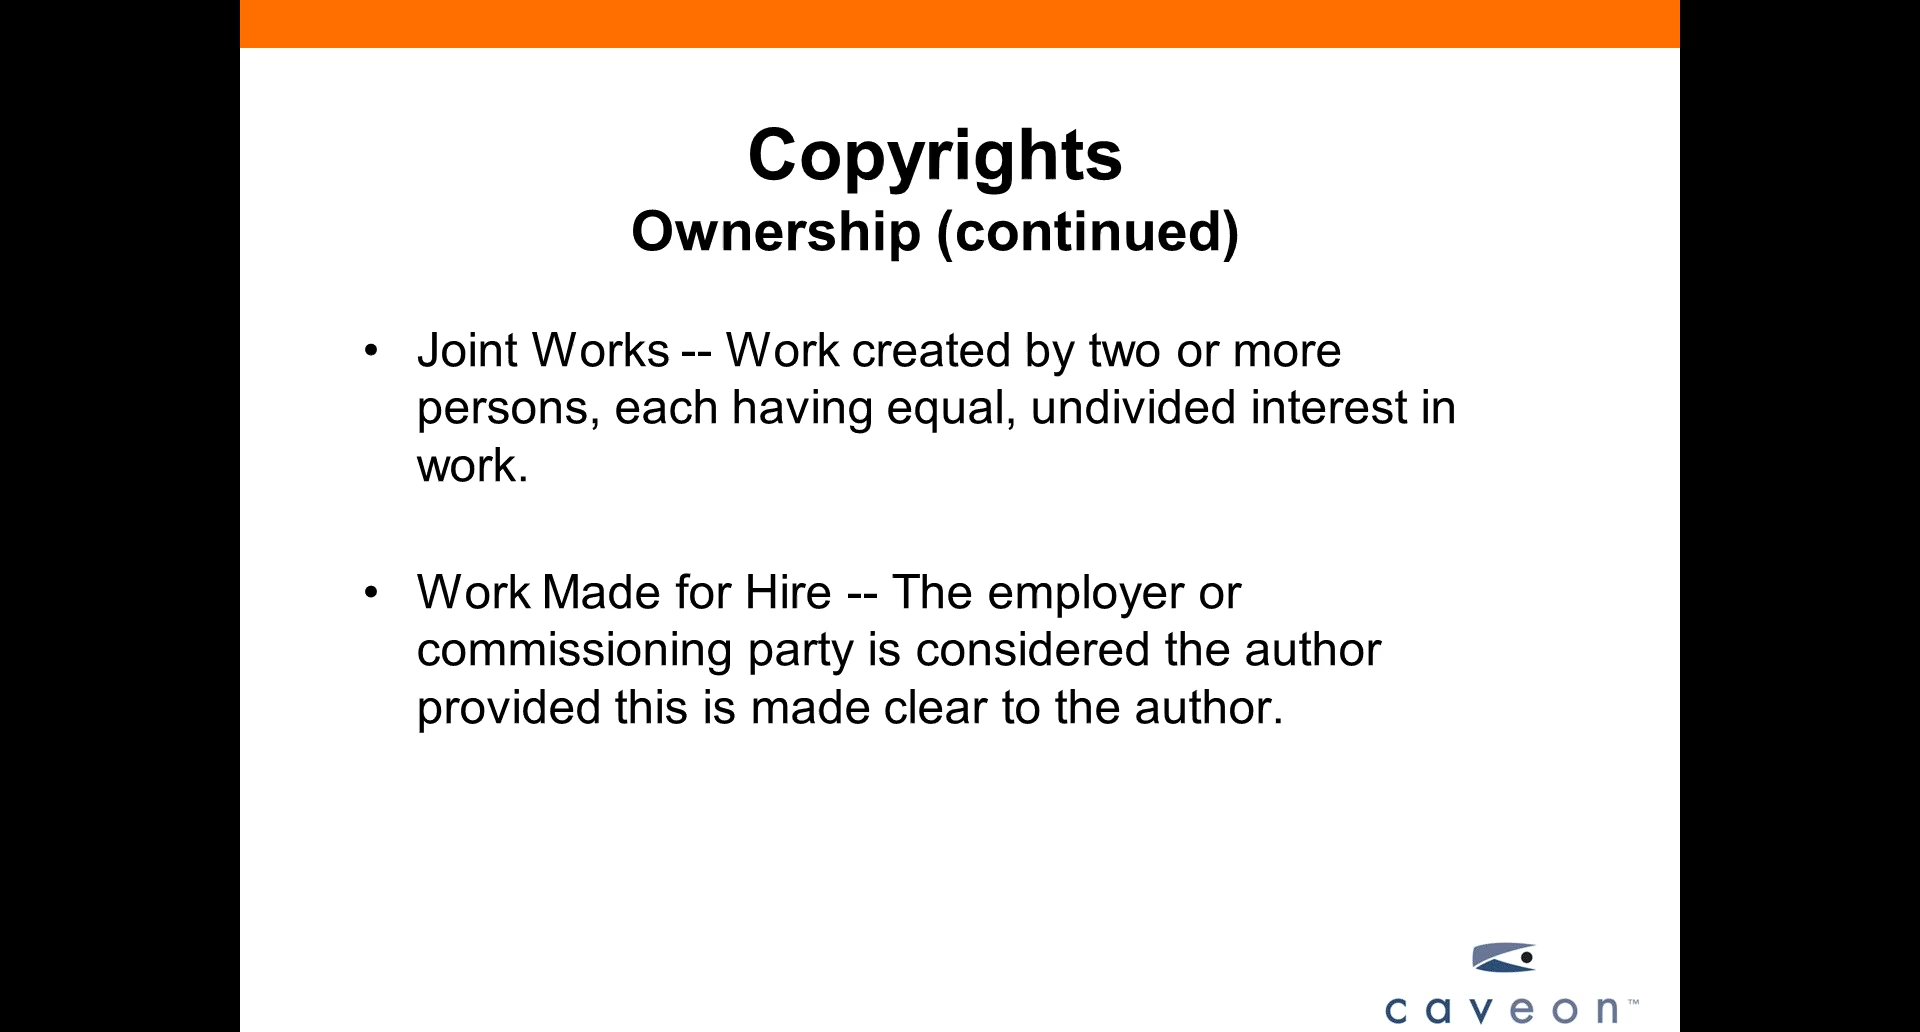 Copyrights
Ownership (continued)
• Joint Works -- Work created by two or more
persons, each having equal, undivided interest in
work.
• Work Made for Hire -- The employer or
commissioning party is considered the author
provided this is made clear to the author.
caveon™